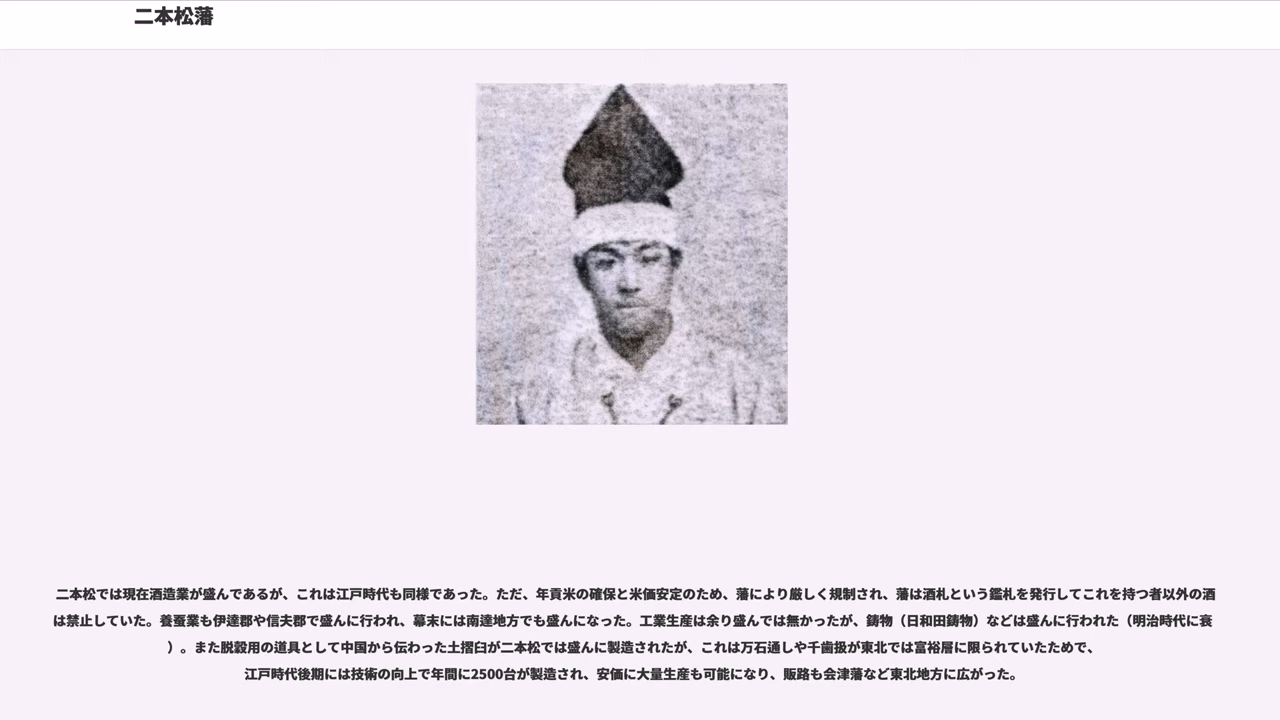 二本松藩
二本松では現在酒造業が盛んであるが、これは江戸時代も同様であった。ただ、年貢米の確保と米価安定のため、藩により厳しく規制され、藩は酒札という鑑札を発行してこれを持つ者以外の酒
は禁止していた。養蚕業も伊達郡や信夫郡で盛んに行われ、幕末には南達地方でも盛んになった。工業生産は余り盛んでは無かったが、鋳物（日和田鋳物）などは盛んに行われた（明治時代に衰
）。また脱穀用の道具として中国から伝わった土摺臼が二本松では盛んに製造されたが、これは万石通しや千歯扱が東北では富裕層に限られていたためで、
江戸時代後期には技術の向上で年間に2500台が製造され、安価に大量生産も可能になり、販路も会津藩など東北地方に広がった。